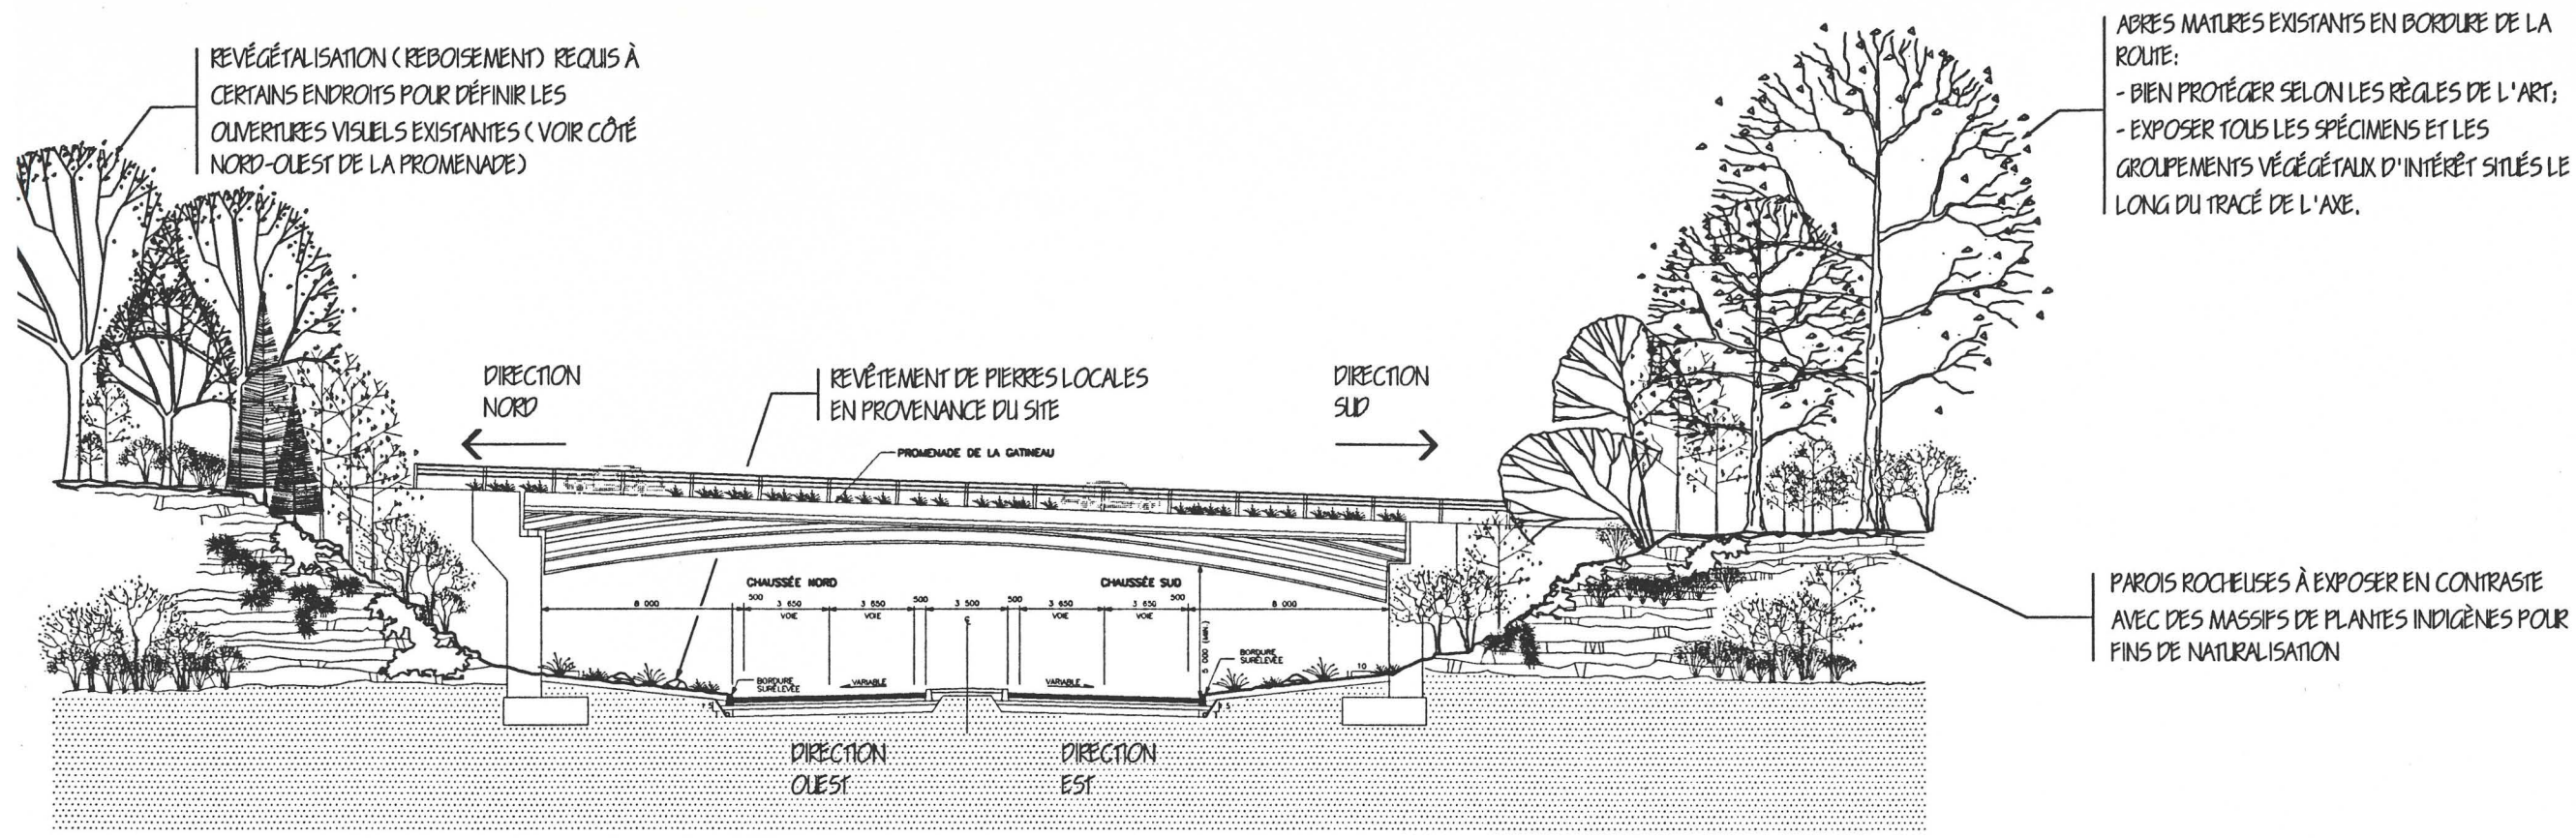 REVÉGÉTALISATION (REBOISEMENT) REQUIS À
CERTAINS ENDROITS POUR DÉFINIR LES
OUVERTURES VISUELS EXISTANTES (VOIR CÔTÉ
NORD-OUEST DE LA PROMENADE)
ABRES MATURES EXISTANTS EN BORDURE DE LA
ROUTE:
- BIEN PROTÉGER SELON LES RÈGLES DE L'ART;
- EXPOSER TOUS LES SPÉCIMENS ET LES
GROUPEMENTS VÉGÉGÉTAUX D'INTÉRÊT SITUÉS LE
LONG DU TRACÉ DE L'AXE.
DIRECTION
NORD
REVÊTEMENT DE PIERRES LOCALES
EN PROVENANCE DU SITE
DIRECTION
SUD
PROMENADE DE LA GATINEAU
CHAUSSÉE NORD
CHAUSSÉE SUD
8 000
500
3 650
VOIE
3 650
VOIE
500
3 500
500
3 650
VOIE
3 650
VOIE
500
8 000
5 000 (MIN.)
BORDURE
SURÉLEVÉE
VARIABLE
VARIABLE
BORDURE
SURÉLEVÉE
10
PAROIS ROCHEUSES À EXPOSER EN CONTRASTE
AVEC DES MASSIFS DE PLANTES INDIGÈNES POUR
FINS DE NATURALISATION
DIRECTION
OUEST
DIRECTION
EST